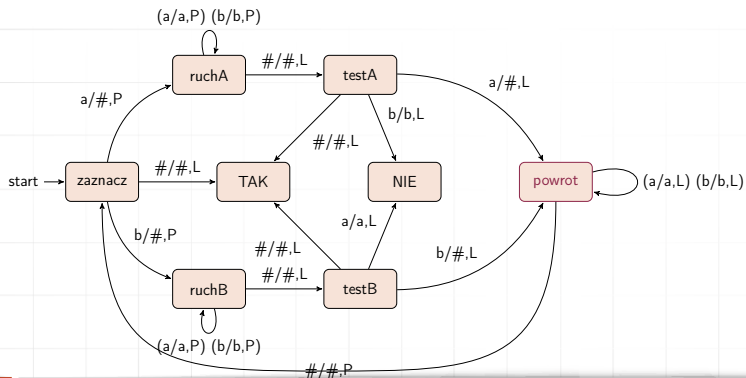 (a/a,P) (b/b,P)
#/#,L
ruchA
testA
a/#,L
a/#,P
b/b,L
#/#,L
#/#,L
start
zaznacz
TAK
NIE
powrot
(a/a,L) (b/b,L)
a/a,L
b/#,P
#/#,L
b/#,L
#/#,L
ruchB
testB
(a/a,P) (b/b,P)
#/#,P